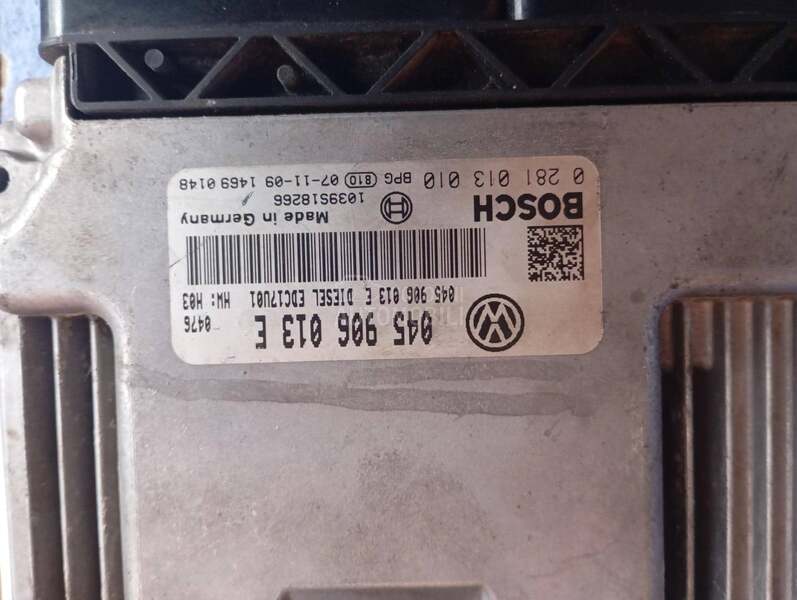 045 906 013 E
0476
045 906 013 E DIESEL EDC17U01 HW: H03
BOSCH
Made in Germany
1039S18266
0 281 013 010 BPG 810 07-11-09 1469 0148